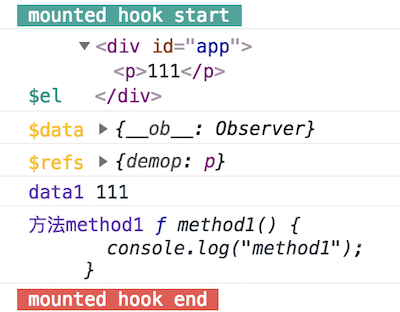 mounted hook start
▼<div id="app">
<p>111</p>
$el </div>
$data ▶{__ob__: Observer}
$refs ▶{demop: p}
data1 111
方法method1 ƒ method1() {
console.log("method1");
}
mounted hook end